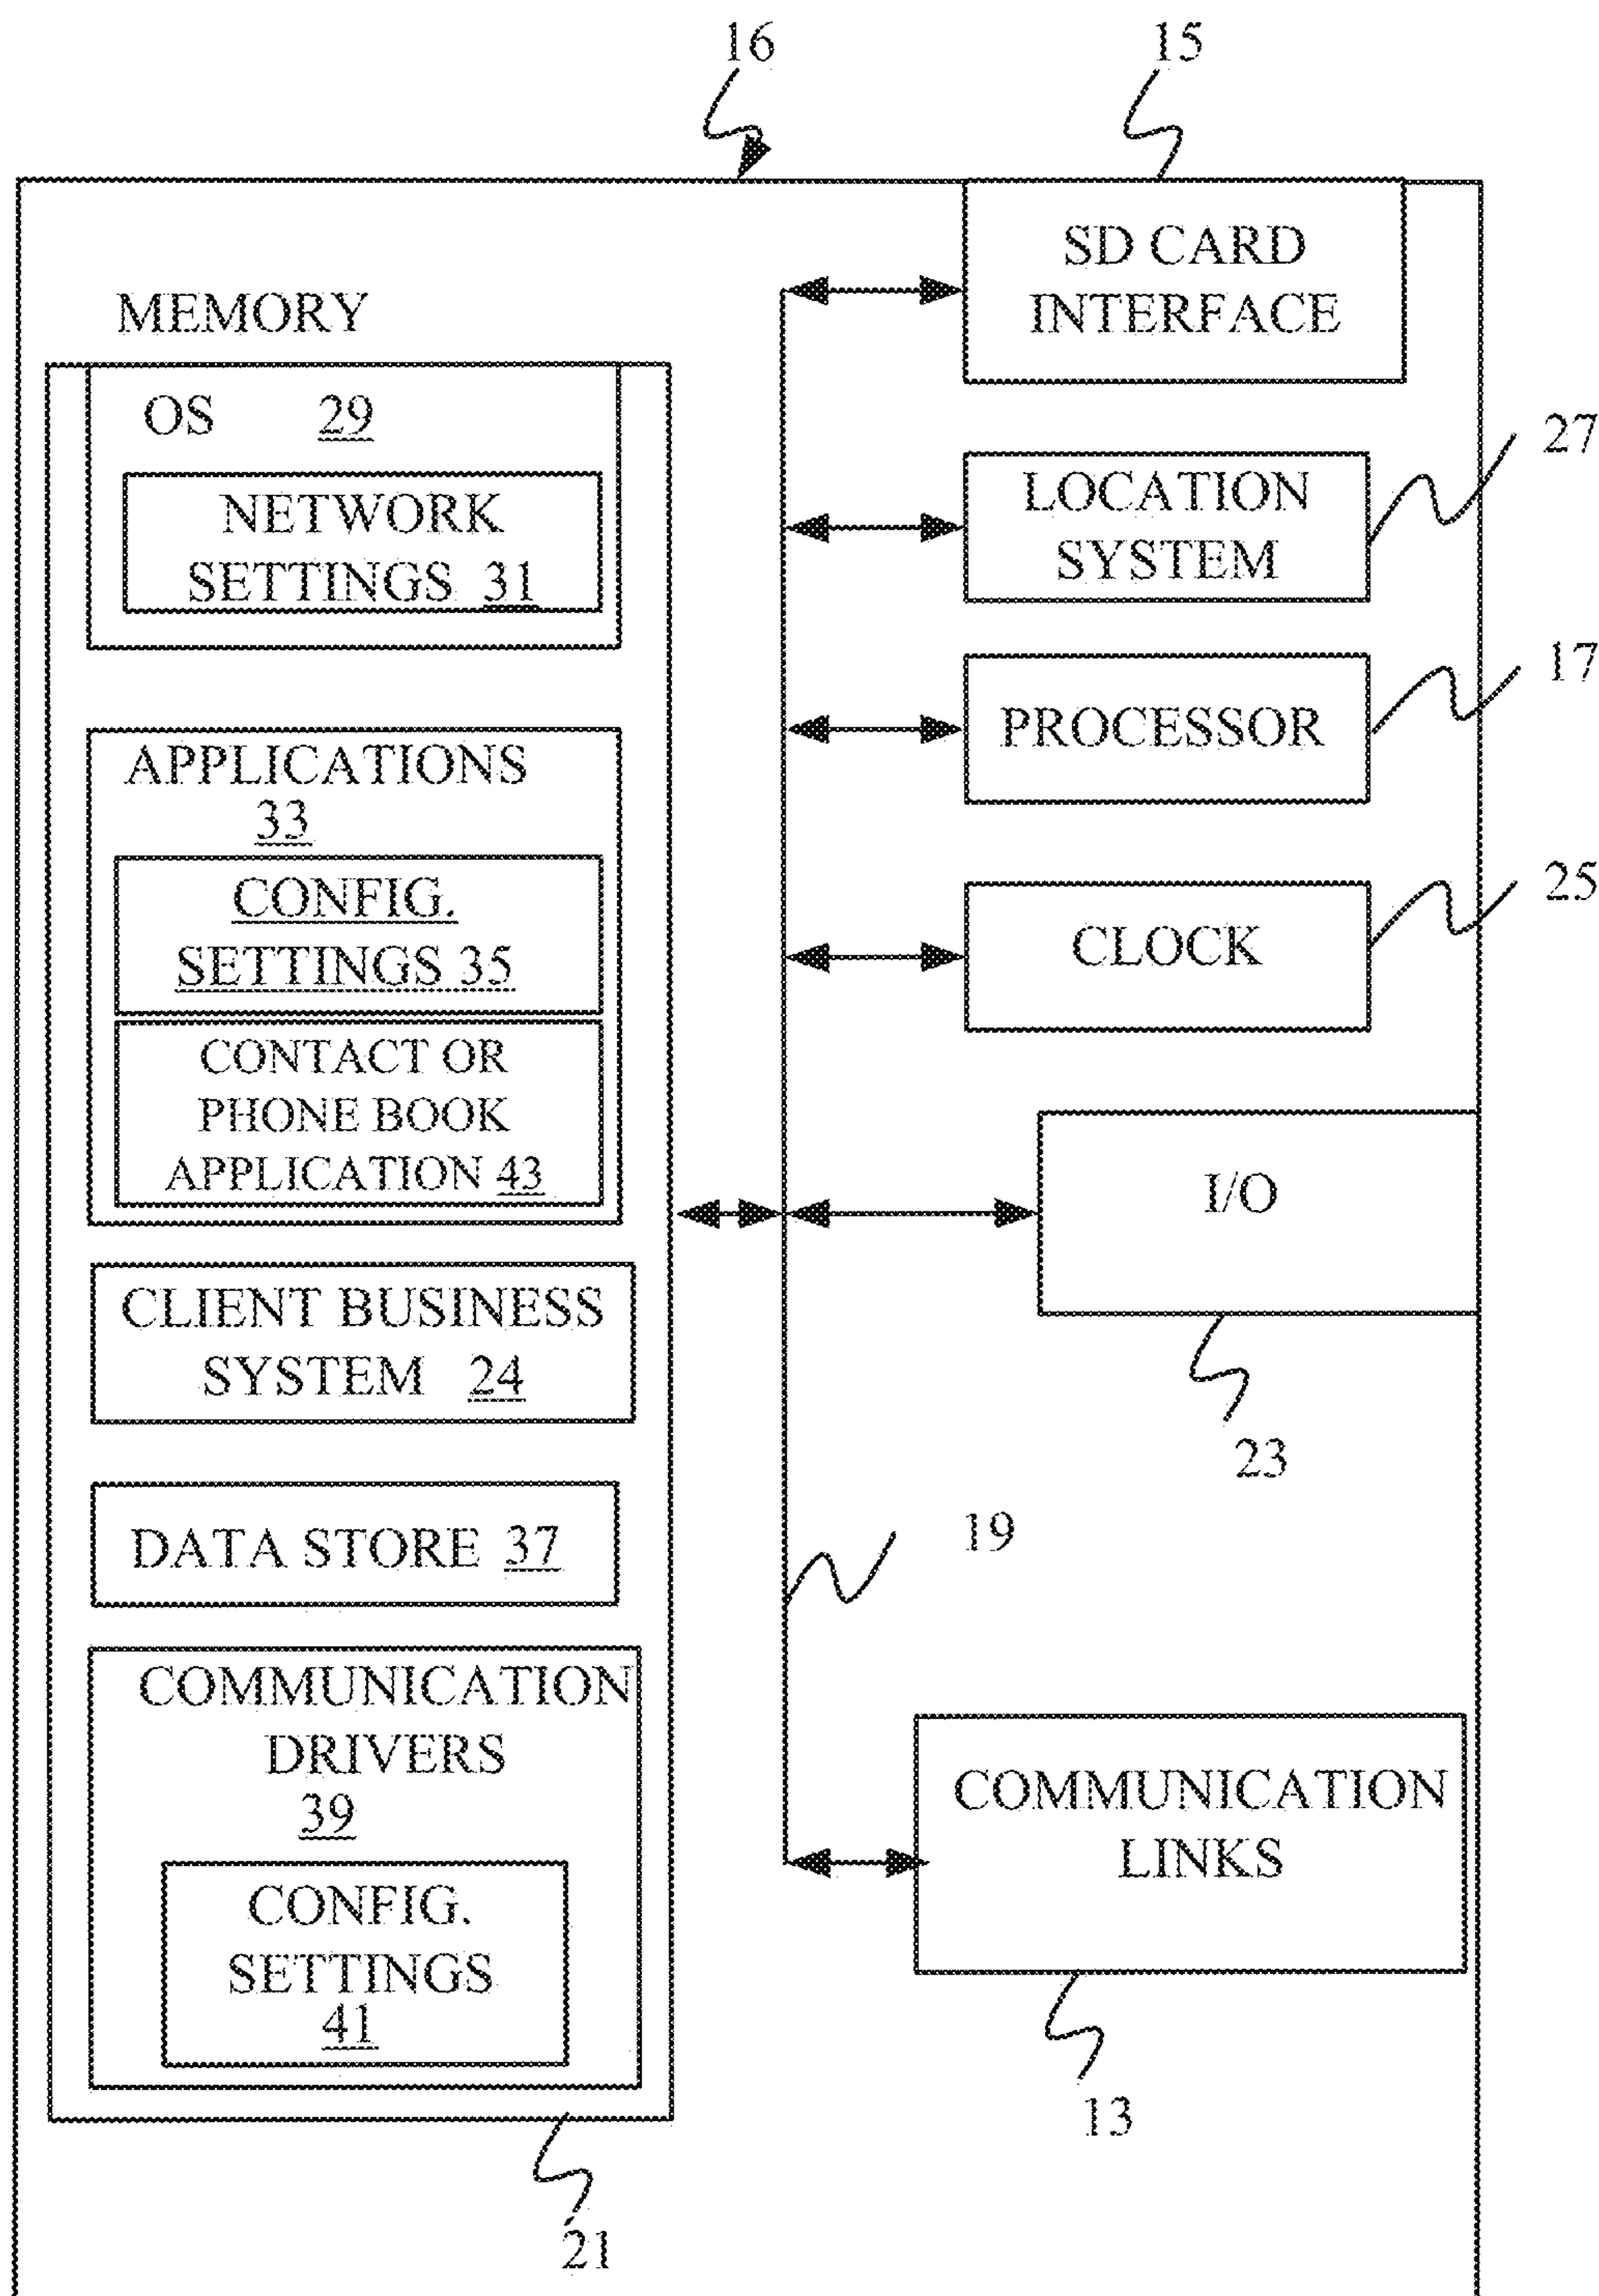 16
15
SD CARD
INTERFACE
MEMORY
OS 29
NETWORK
SETTINGS 31
27
LOCATION
SYSTEM
17
PROCESSOR
APPLICATIONS
33
CONFIG.
SETTINGS 35
CONTACT OR
PHONE BOOK
APPLICATION 43
25
CLOCK
I/O
23
CLIENT BUSINESS
SYSTEM 24
DATA STORE 37
19
COMMUNICATION
DRIVERS
39
CONFIG.
SETTINGS
41
COMMUNICATION
LINKS
13
21